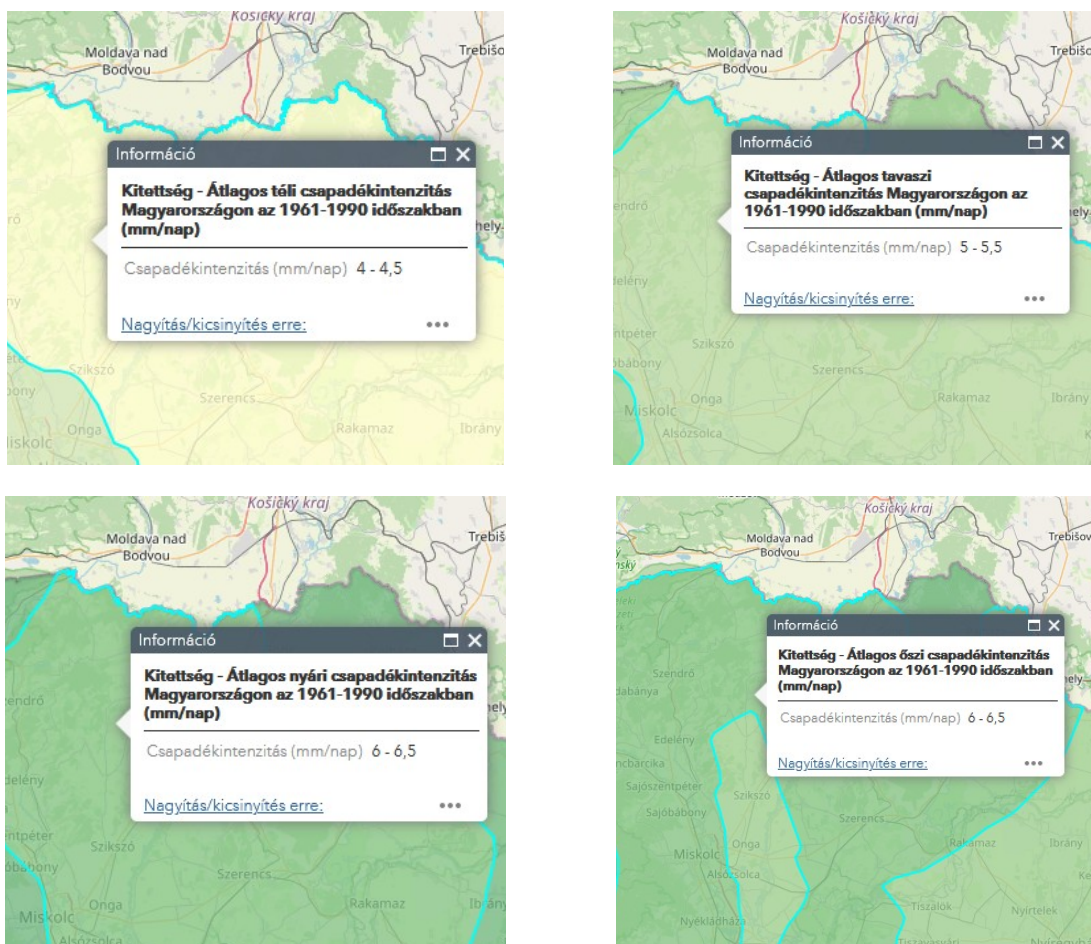 Košický kraj
Moldava nad
Bodvou
Információ
Kitettség - Átlagos téli csapadékintenzitás
Magyarországon az 1961-1990 időszakban
(mm/nap)
hely
Csapadékintenzitás (mm/nap) 4 - 4,5
Nagyítás/kicsinyítés erre:
Szikszó
Szerencs
Onga
Rakamaz
Ibrány
Košický kraj
Moldava nad
Bodvou
Információ
Kitettség - Átlagos tavaszi
csapadékintenzitás Magyarországon az
1961-1990 időszakban (mm/nap)
Csapadékintenzitás (mm/nap) 5 - 5,5
Nagyítás/kicsinyítés erre:
Szikszó
Szerencs
Miskolc
Onga
Rakamaz
Ibrány
Alsózsolca
Košický kraj
Moldava nad
Bodvou
Információ
Kitettség - Átlagos nyári csapadékintenzitás
Magyarországon az 1961-1990 időszakban
(mm/nap)
Csapadékintenzitás (mm/nap) 6 - 6,5
Nagyítás/kicsinyítés erre:
Szikszó
Szerencs
Onga
Rakamaz
Miskolc
Alsózsolca
Košický kraj
Moldava nad
Bodvou
Trebišov
Információ
Kitettség - Átlagos őszi csapadékintenzitás
Magyarországon az 1961-1990 időszakban
(mm/nap)
Szendrő
Csapadékintenzitás (mm/nap) 6 - 6,5
Edelény
Nagyítás/kicsinyítés erre:
Sajószentpéter
Szikszó
Sajóbábony
Szerencs
Onga
Rakamaz
Ibrány
Miskolc
Alsózsolca
Tiszalök
Nyírtelek
Nyékládháza
Tiszavasvári